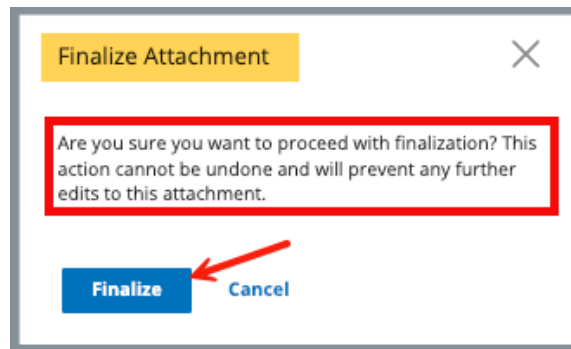 Finalize Attachment
Are you sure you want to proceed with finalization? This
action cannot be undone and will prevent any further
edits to this attachment.
Finalize
Cancel